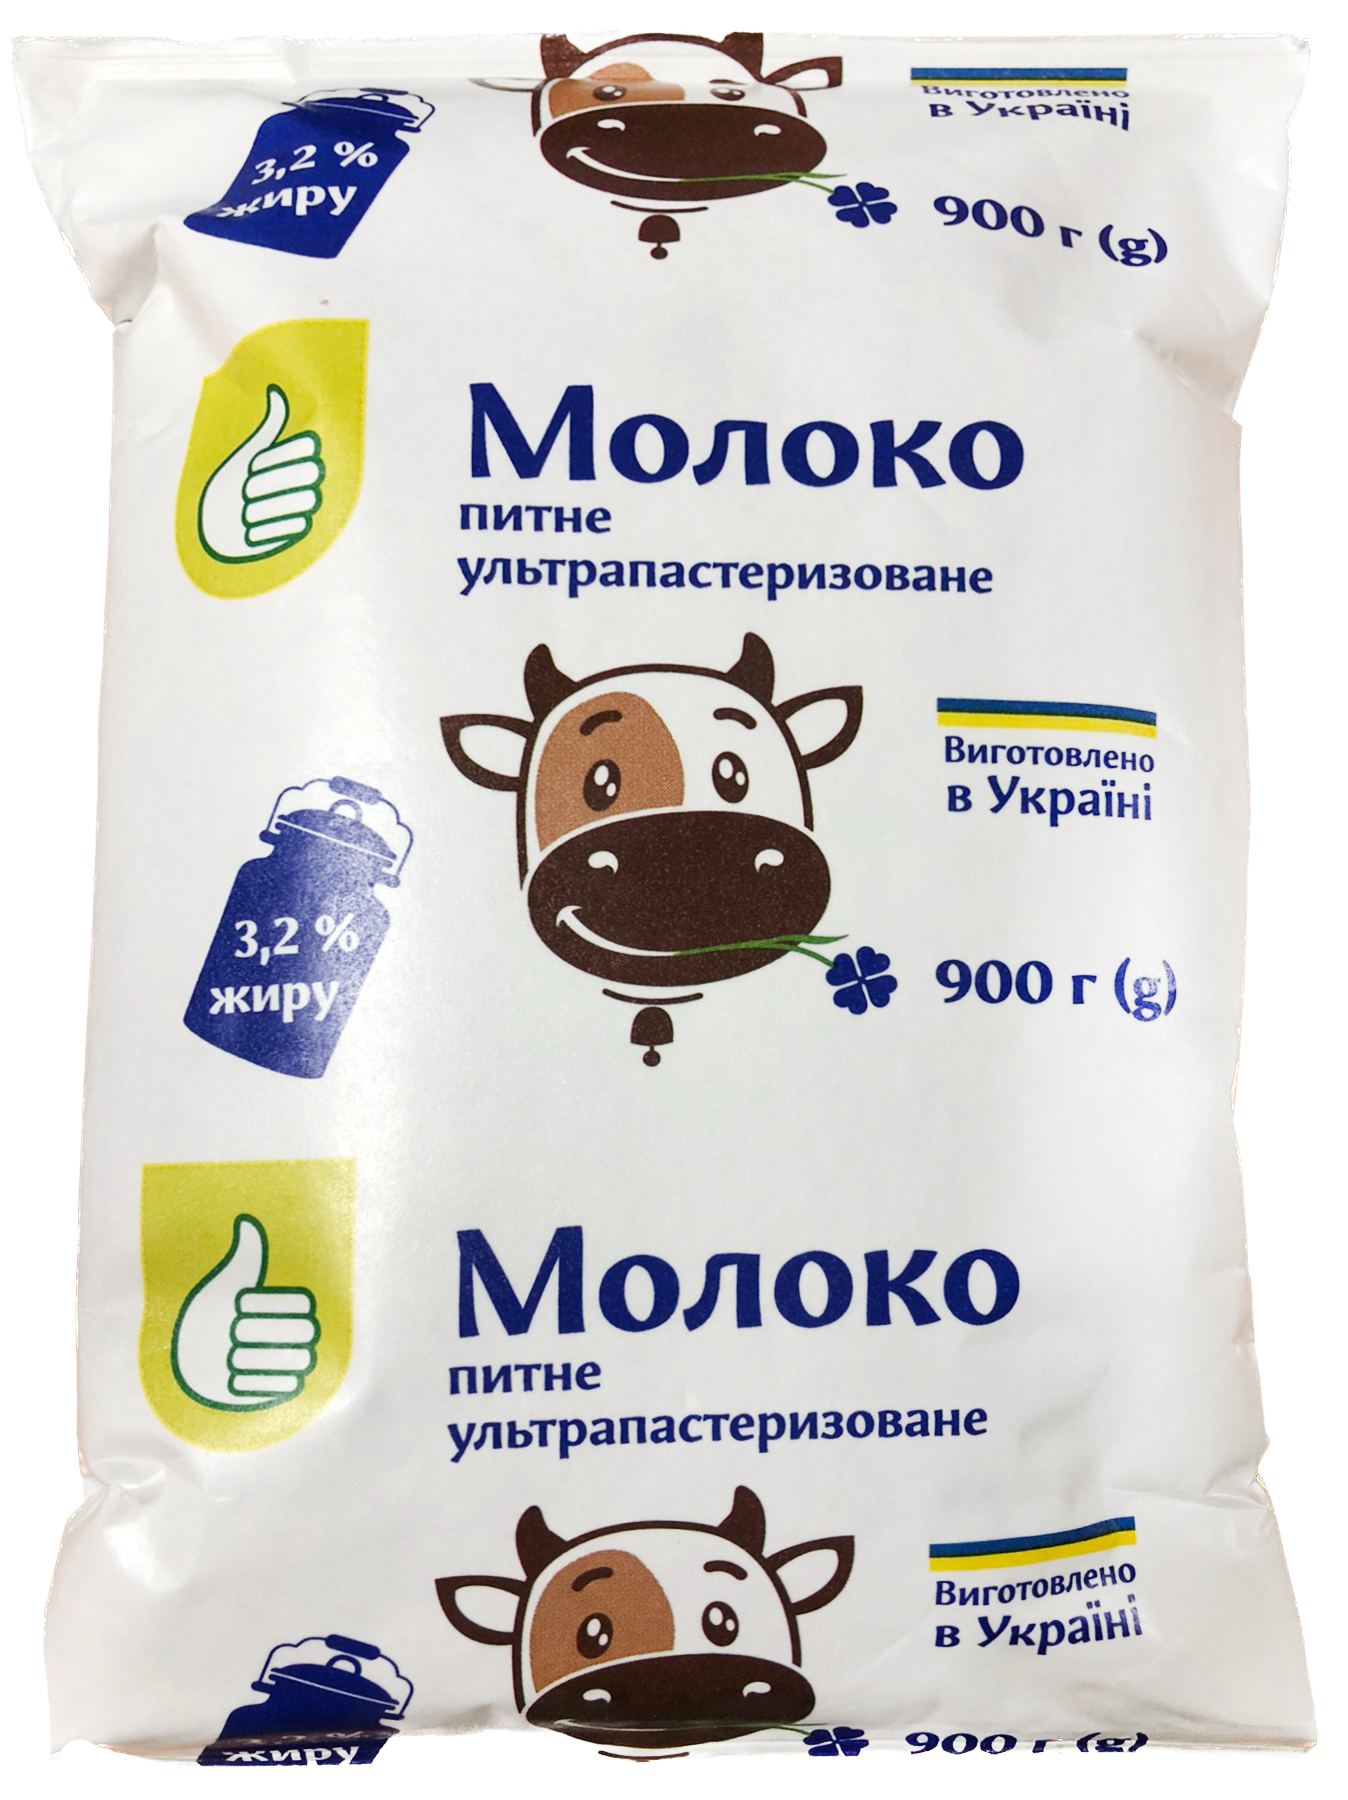 3,2 %
жиру
Виготовлено
в Україні
900 г (g)
Молоко
питне
ультрапастеризоване
Виготовлено
в Україні
3,2 %
жиру
900 г (g)
Молоко
питне
ультрапастеризоване
Виготовлено
в Україні
жиру
900 г (g)